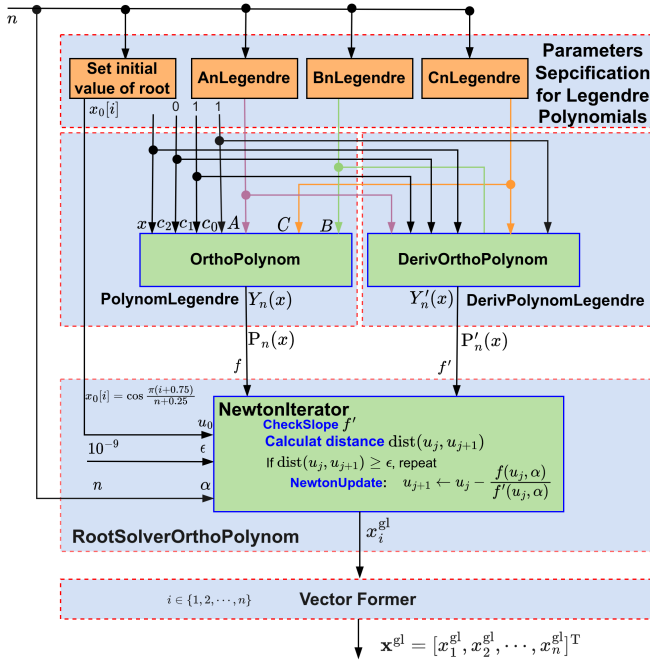 n
Set initial
value of root
AnLegendre
BnLegendre
CnLegendre
Parameters
Sepcification
for Legendre
Polynomials
x₀[i]
0 1 1
x c₂ c₁ c₀ A C B
OrthoPolynom
DerivOrthoPolynom
PolynomLegendre
Yₙ(x)
Y′ₙ(x)
DerivPolynomLegendre
Pₙ(x)
P′ₙ(x)
f
f′
x₀[i] = cos π(i+0.75)/n+0.25
NewtonIterator
u₀
CheckSlope f′
Calculat distance dist(uⱼ, uⱼ₊₁)
10⁻⁹
ϵ
If dist(uⱼ, uⱼ₊₁) ≥ ϵ, repeat
NewtonUpdate: uⱼ₊₁ ← uⱼ − f(uⱼ, α)/f′(uⱼ, α)
n
α
RootSolverOrthoPolynom
xᵢᵍˡ
i ∈ {1, 2, ⋯, n}
Vector Former
𝐱ᵍˡ = [x₁ᵍˡ, x₂ᵍˡ, ⋯, xₙᵍˡ]ᵀ